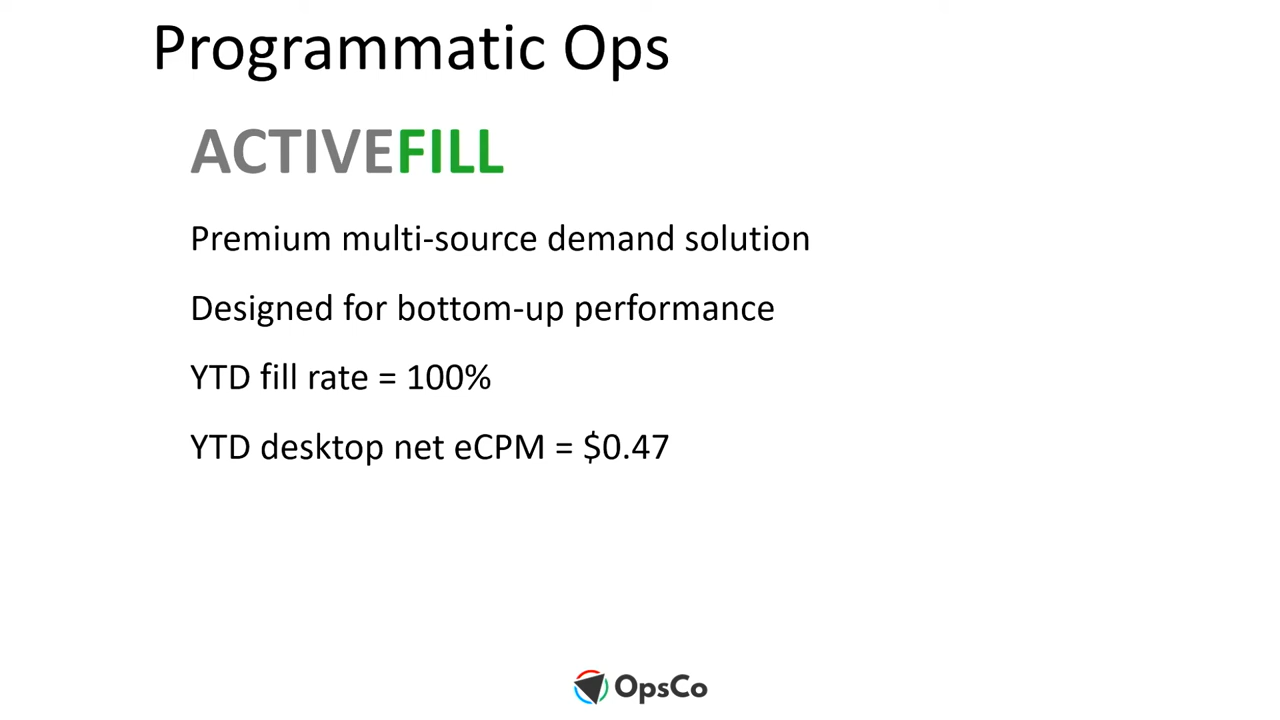 Programmatic Ops
ACTIVEFILL
Premium multi-source demand solution
Designed for bottom-up performance
YTD fill rate = 100%
YTD desktop net eCPM = $0.47
OpsCo